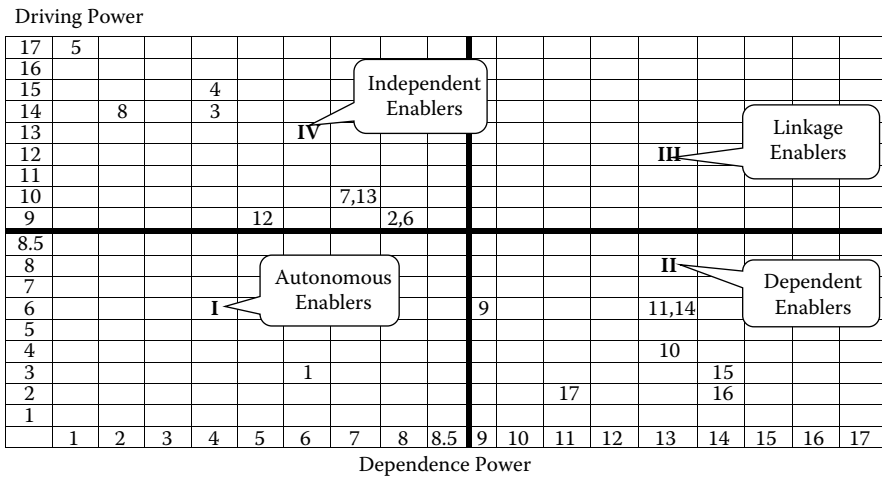 Driving Power
17 5
16
15 4
Independent
14 8 3
Enablers
13 IV
Linkage
12 III
Enablers
11
10 7,13
9 12 2,6
8.5
8 II
Autonomous
7
Dependent
6 I
Enablers
9 11,14
Enablers
5
4 10
3 1 15
2 17 16
1
1 2 3 4 5 6 7 8 8.5 9 10 11 12 13 14 15 16 17
Dependence Power